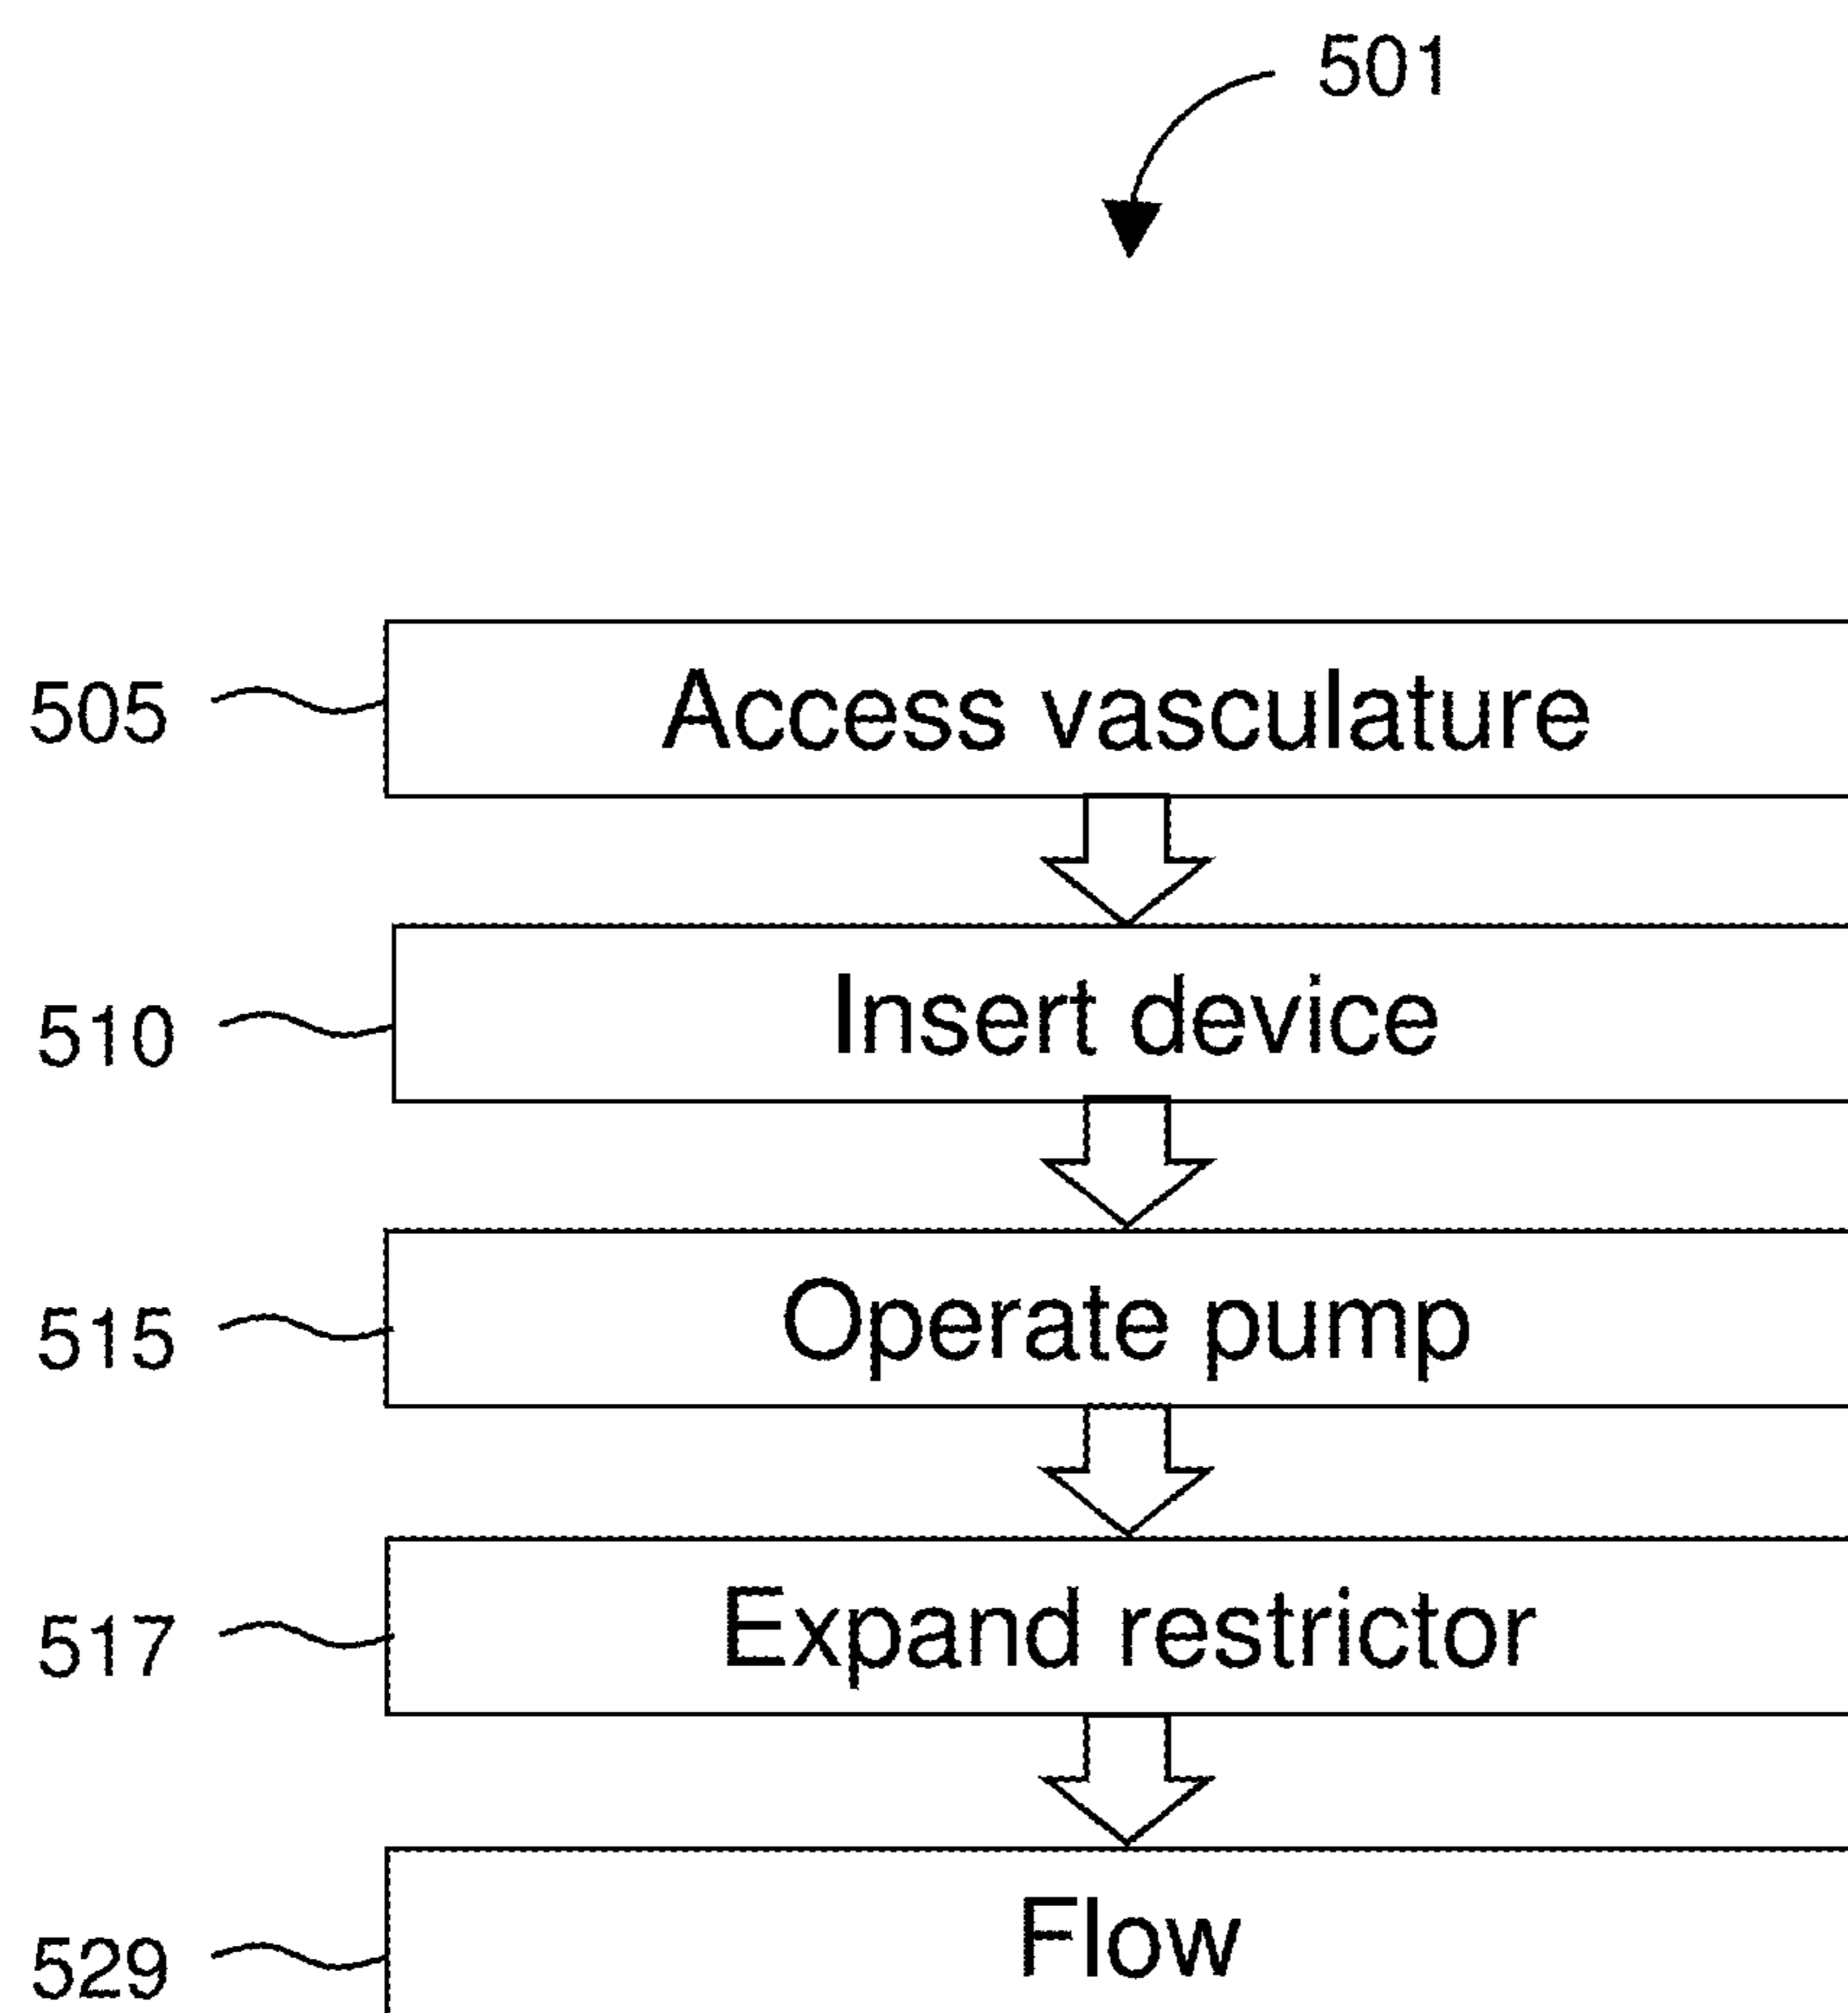 501
505 Access vasculature
510 Insert device
515 Operate pump
517 Expand restrictor
529 Flow